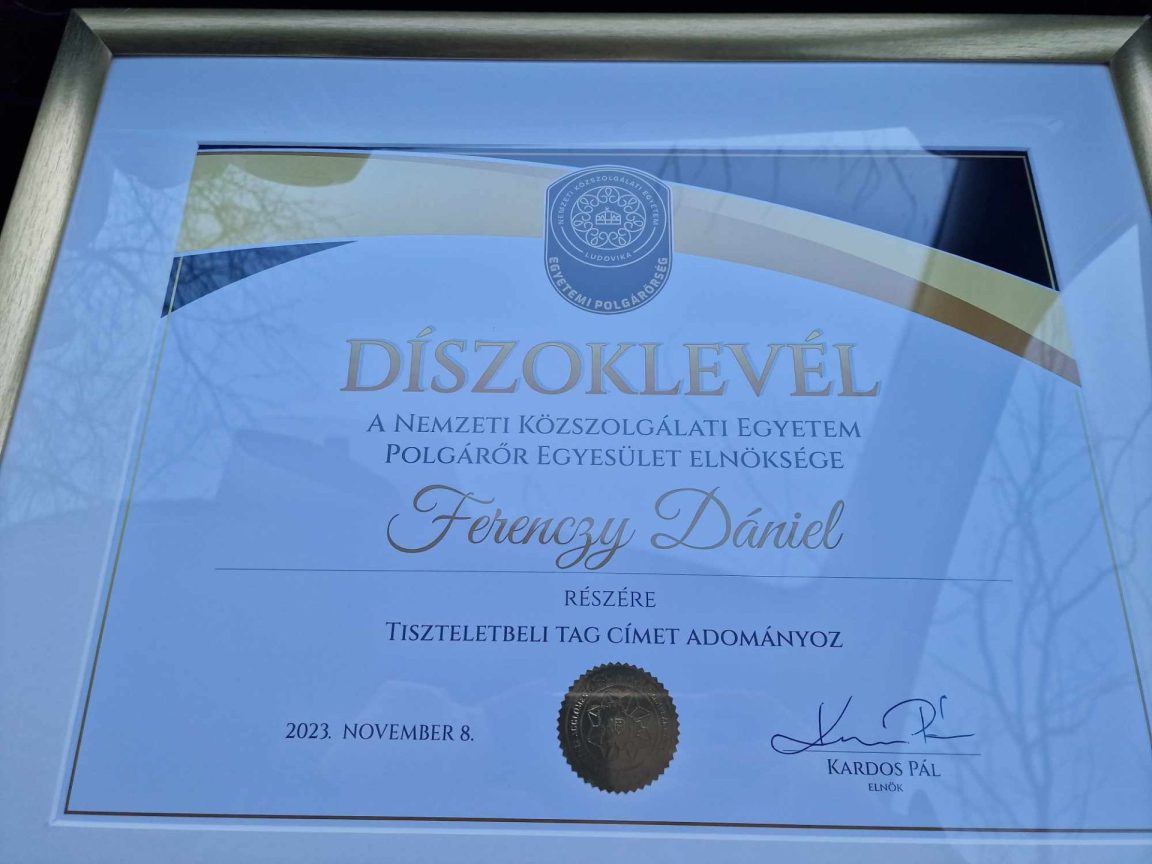 NEMZETI KÖZSZOLGÁLATI EGYETEM
LUDOVIKA
EGYETEMI POLGÁRŐRSÉG
DÍSZOKLEVÉL
A NEMZETI KÖZSZOLGÁLATI EGYETEM
POLGÁRŐR EGYESÜLET ELNÖKSÉGE
Ferenczy Dániel
RÉSZÉRE
TISZTELETBELI TAG CÍMET ADOMÁNYOZ
2023. NOVEMBER 8.
KARDOS PÁL
ELNÖK